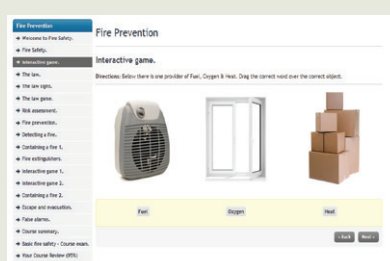 Fire Prevention
Welcome to Fire Safety.
Fire Safety.
Interactive game.
The law.
The law signs.
The law game.
Risk assessment.
Fire prevention.
Detecting a fire.
Containing a fire 1.
Fire extinguishers.
Interactive game 1.
Interactive game 2.
Containing a fire 2.
Escape and evacuation.
False alarms.
Course summary.
Basic fire safety - Course exam.
Your Course Review (BTR)
Fire Prevention
Interactive game.
Directions: Below there is one provider of Fuel, Oxygen & Heat. Drag the correct word over the correct object.
Fuel
Oxygen
Heat
‹ Back
Next ›